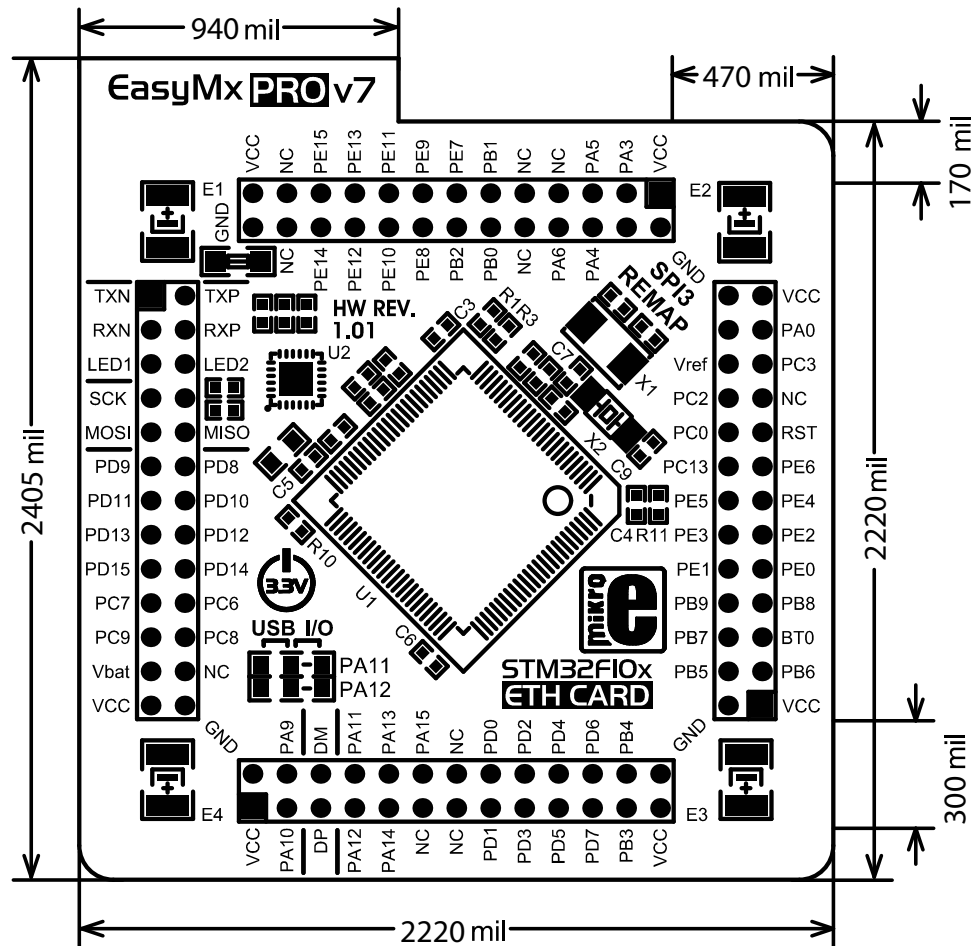 940 mil
470 mil
170 mil
EasyMx PRO v7
VCC NC PE15 PE13 PE11 PE9 PE7 PB1 NC NC PA5 PA3 VCC
E1 E2
GND
NC PE14 PE12 PE10 PE8 PB2 PB0 NC PA6 PA4 GND
SPI3
REMAP
HW REV.
1.01
U2
C3
R1R3
C7
X1
X2
C9
C5
R10
U1
C6
C4 R11
TXN TXP
RXN RXP
LED1 LED2
SCK
MOSI MISO
PD9 PD8
PD11 PD10
PD13 PD12
PD15 PD14
PC7 PC6
PC9 PC8
Vbat NC
VCC
GND
VCC
PA0
Vref PC3
PC2 NC
PC0 RST
PC13 PE6
PE5 PE4
PE3 PE2
PE1 PE0
PB9 PB8
PB7 BT0
PB5 PB6
GND VCC
3.3V
USB I/O
PA11
PA12
mikro
e
STM32F10x
ETH CARD
PA9 DM PA11 PA13 PA15 NC PD0 PD2 PD4 PD6 PB4
E4 E3
VCC PA10 DP PA12 PA14 NC NC PD1 PD3 PD5 PD7 PB3 VCC
2405 mil
2220 mil
300 mil
2220 mil